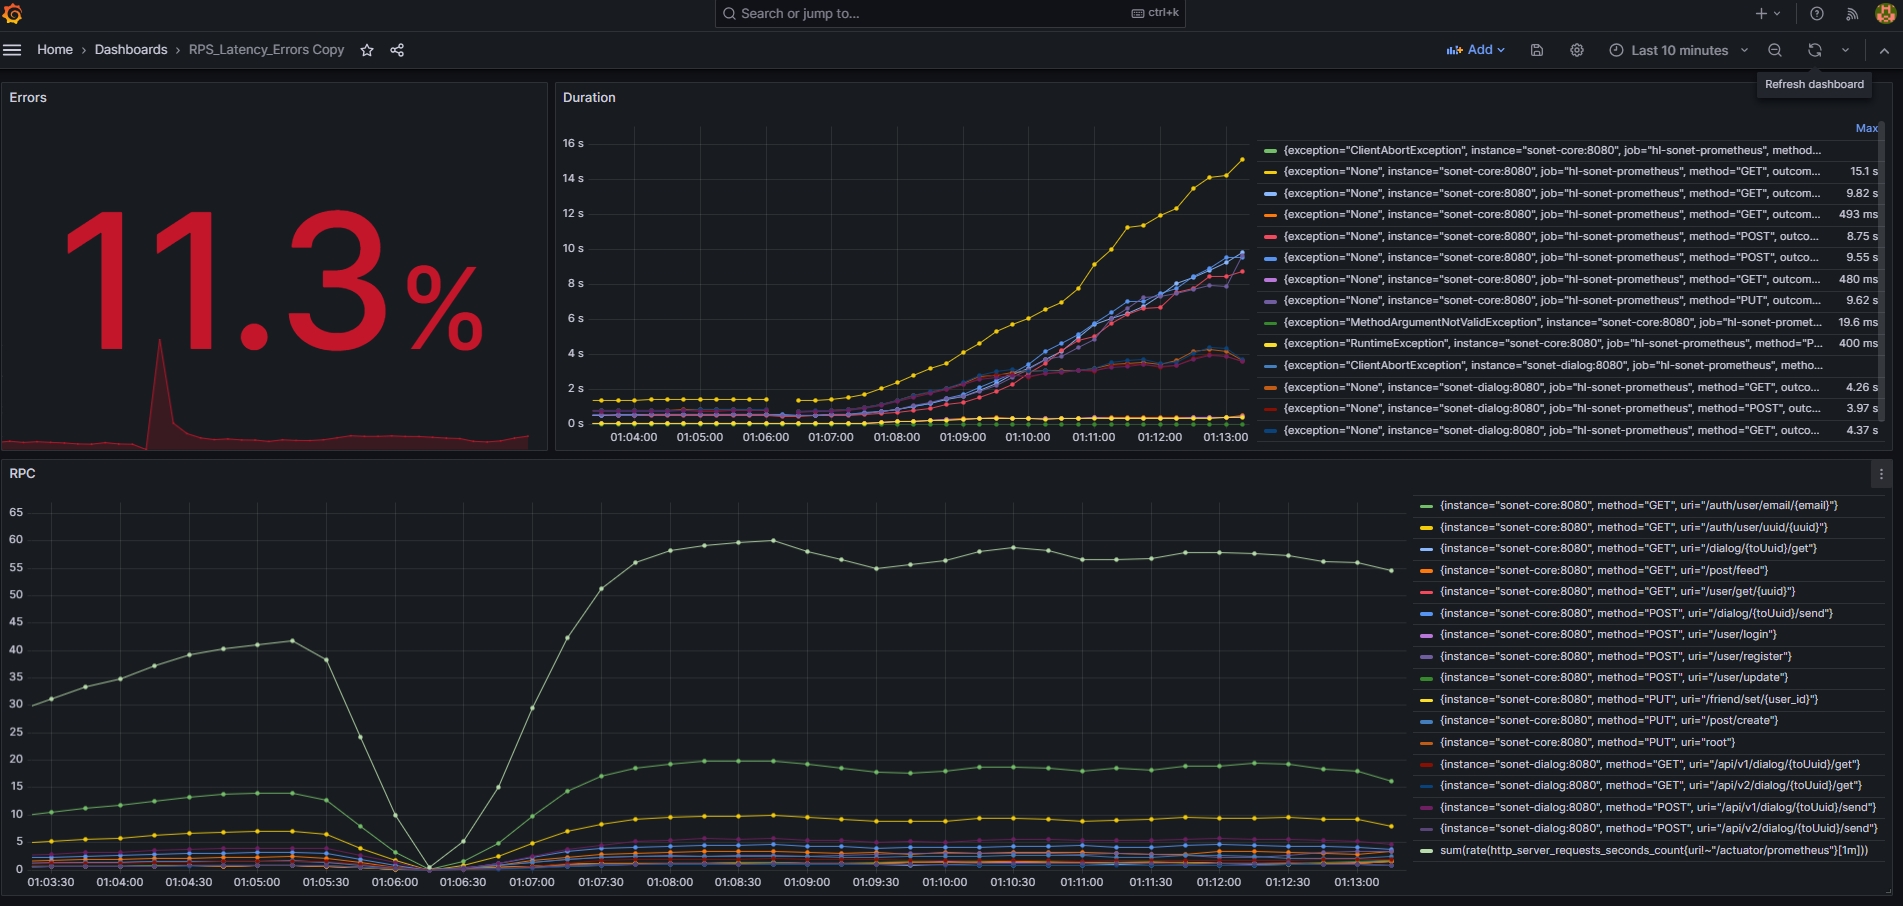 Search or jump to...
ctrl+k
Home › Dashboards › RPS_Latency_Errors Copy
Add
Last 10 minutes
Refresh dashboard
Errors
11.3%
Duration
16 s
14 s
12 s
10 s
8 s
6 s
4 s
2 s
0 s
01:04:00 01:05:00 01:06:00 01:07:00 01:08:00 01:09:00 01:10:00 01:11:00 01:12:00 01:13:00
Max
{exception="ClientAbortException", instance="sonet-core:8080", job="hl-sonet-prometheus", method...
{exception="None", instance="sonet-core:8080", job="hl-sonet-prometheus", method="GET", outcom... 15.1 s
{exception="None", instance="sonet-core:8080", job="hl-sonet-prometheus", method="GET", outcom... 9.82 s
{exception="None", instance="sonet-core:8080", job="hl-sonet-prometheus", method="GET", outcom... 493 ms
{exception="None", instance="sonet-core:8080", job="hl-sonet-prometheus", method="POST", outco... 8.75 s
{exception="None", instance="sonet-core:8080", job="hl-sonet-prometheus", method="POST", outco... 9.55 s
{exception="None", instance="sonet-core:8080", job="hl-sonet-prometheus", method="GET", outcom... 480 ms
{exception="None", instance="sonet-core:8080", job="hl-sonet-prometheus", method="PUT", outcom... 9.62 s
{exception="MethodArgumentNotValidException", instance="sonet-core:8080", job="hl-sonet-promet... 19.6 ms
{exception="RuntimeException", instance="sonet-core:8080", job="hl-sonet-prometheus", method="P... 400 ms
{exception="ClientAbortException", instance="sonet-dialog:8080", job="hl-sonet-prometheus", metho...
{exception="None", instance="sonet-dialog:8080", job="hl-sonet-prometheus", method="GET", outco... 4.26 s
{exception="None", instance="sonet-dialog:8080", job="hl-sonet-prometheus", method="POST", outc... 3.97 s
{exception="None", instance="sonet-dialog:8080", job="hl-sonet-prometheus", method="GET", outco... 4.37 s
RPC
65
60
55
50
45
40
35
30
25
20
15
10
5
0
01:03:30 01:04:00 01:04:30 01:05:00 01:05:30 01:06:00 01:06:30 01:07:00 01:07:30 01:08:00 01:08:30 01:09:00 01:09:30 01:10:00 01:10:30 01:11:00 01:11:30 01:12:00 01:12:30 01:13:00
{instance="sonet-core:8080", method="GET", uri="/auth/user/email/{email}"}
{instance="sonet-core:8080", method="GET", uri="/auth/user/uuid/{uuid}"}
{instance="sonet-core:8080", method="GET", uri="/dialog/{toUuid}/get"}
{instance="sonet-core:8080", method="GET", uri="/post/feed"}
{instance="sonet-core:8080", method="GET", uri="/user/get/{uuid}"}
{instance="sonet-core:8080", method="POST", uri="/dialog/{toUuid}/send"}
{instance="sonet-core:8080", method="POST", uri="/user/login"}
{instance="sonet-core:8080", method="POST", uri="/user/register"}
{instance="sonet-core:8080", method="POST", uri="/user/update"}
{instance="sonet-core:8080", method="PUT", uri="/friend/set/{user_id}"}
{instance="sonet-core:8080", method="PUT", uri="/post/create"}
{instance="sonet-core:8080", method="PUT", uri="root"}
{instance="sonet-dialog:8080", method="GET", uri="/api/v1/dialog/{toUuid}/get"}
{instance="sonet-dialog:8080", method="GET", uri="/api/v2/dialog/{toUuid}/get"}
{instance="sonet-dialog:8080", method="POST", uri="/api/v1/dialog/{toUuid}/send"}
{instance="sonet-dialog:8080", method="POST", uri="/api/v2/dialog/{toUuid}/send"}
sum(rate(http_server_requests_seconds_count{uri!~"/actuator/prometheus"}[1m]))